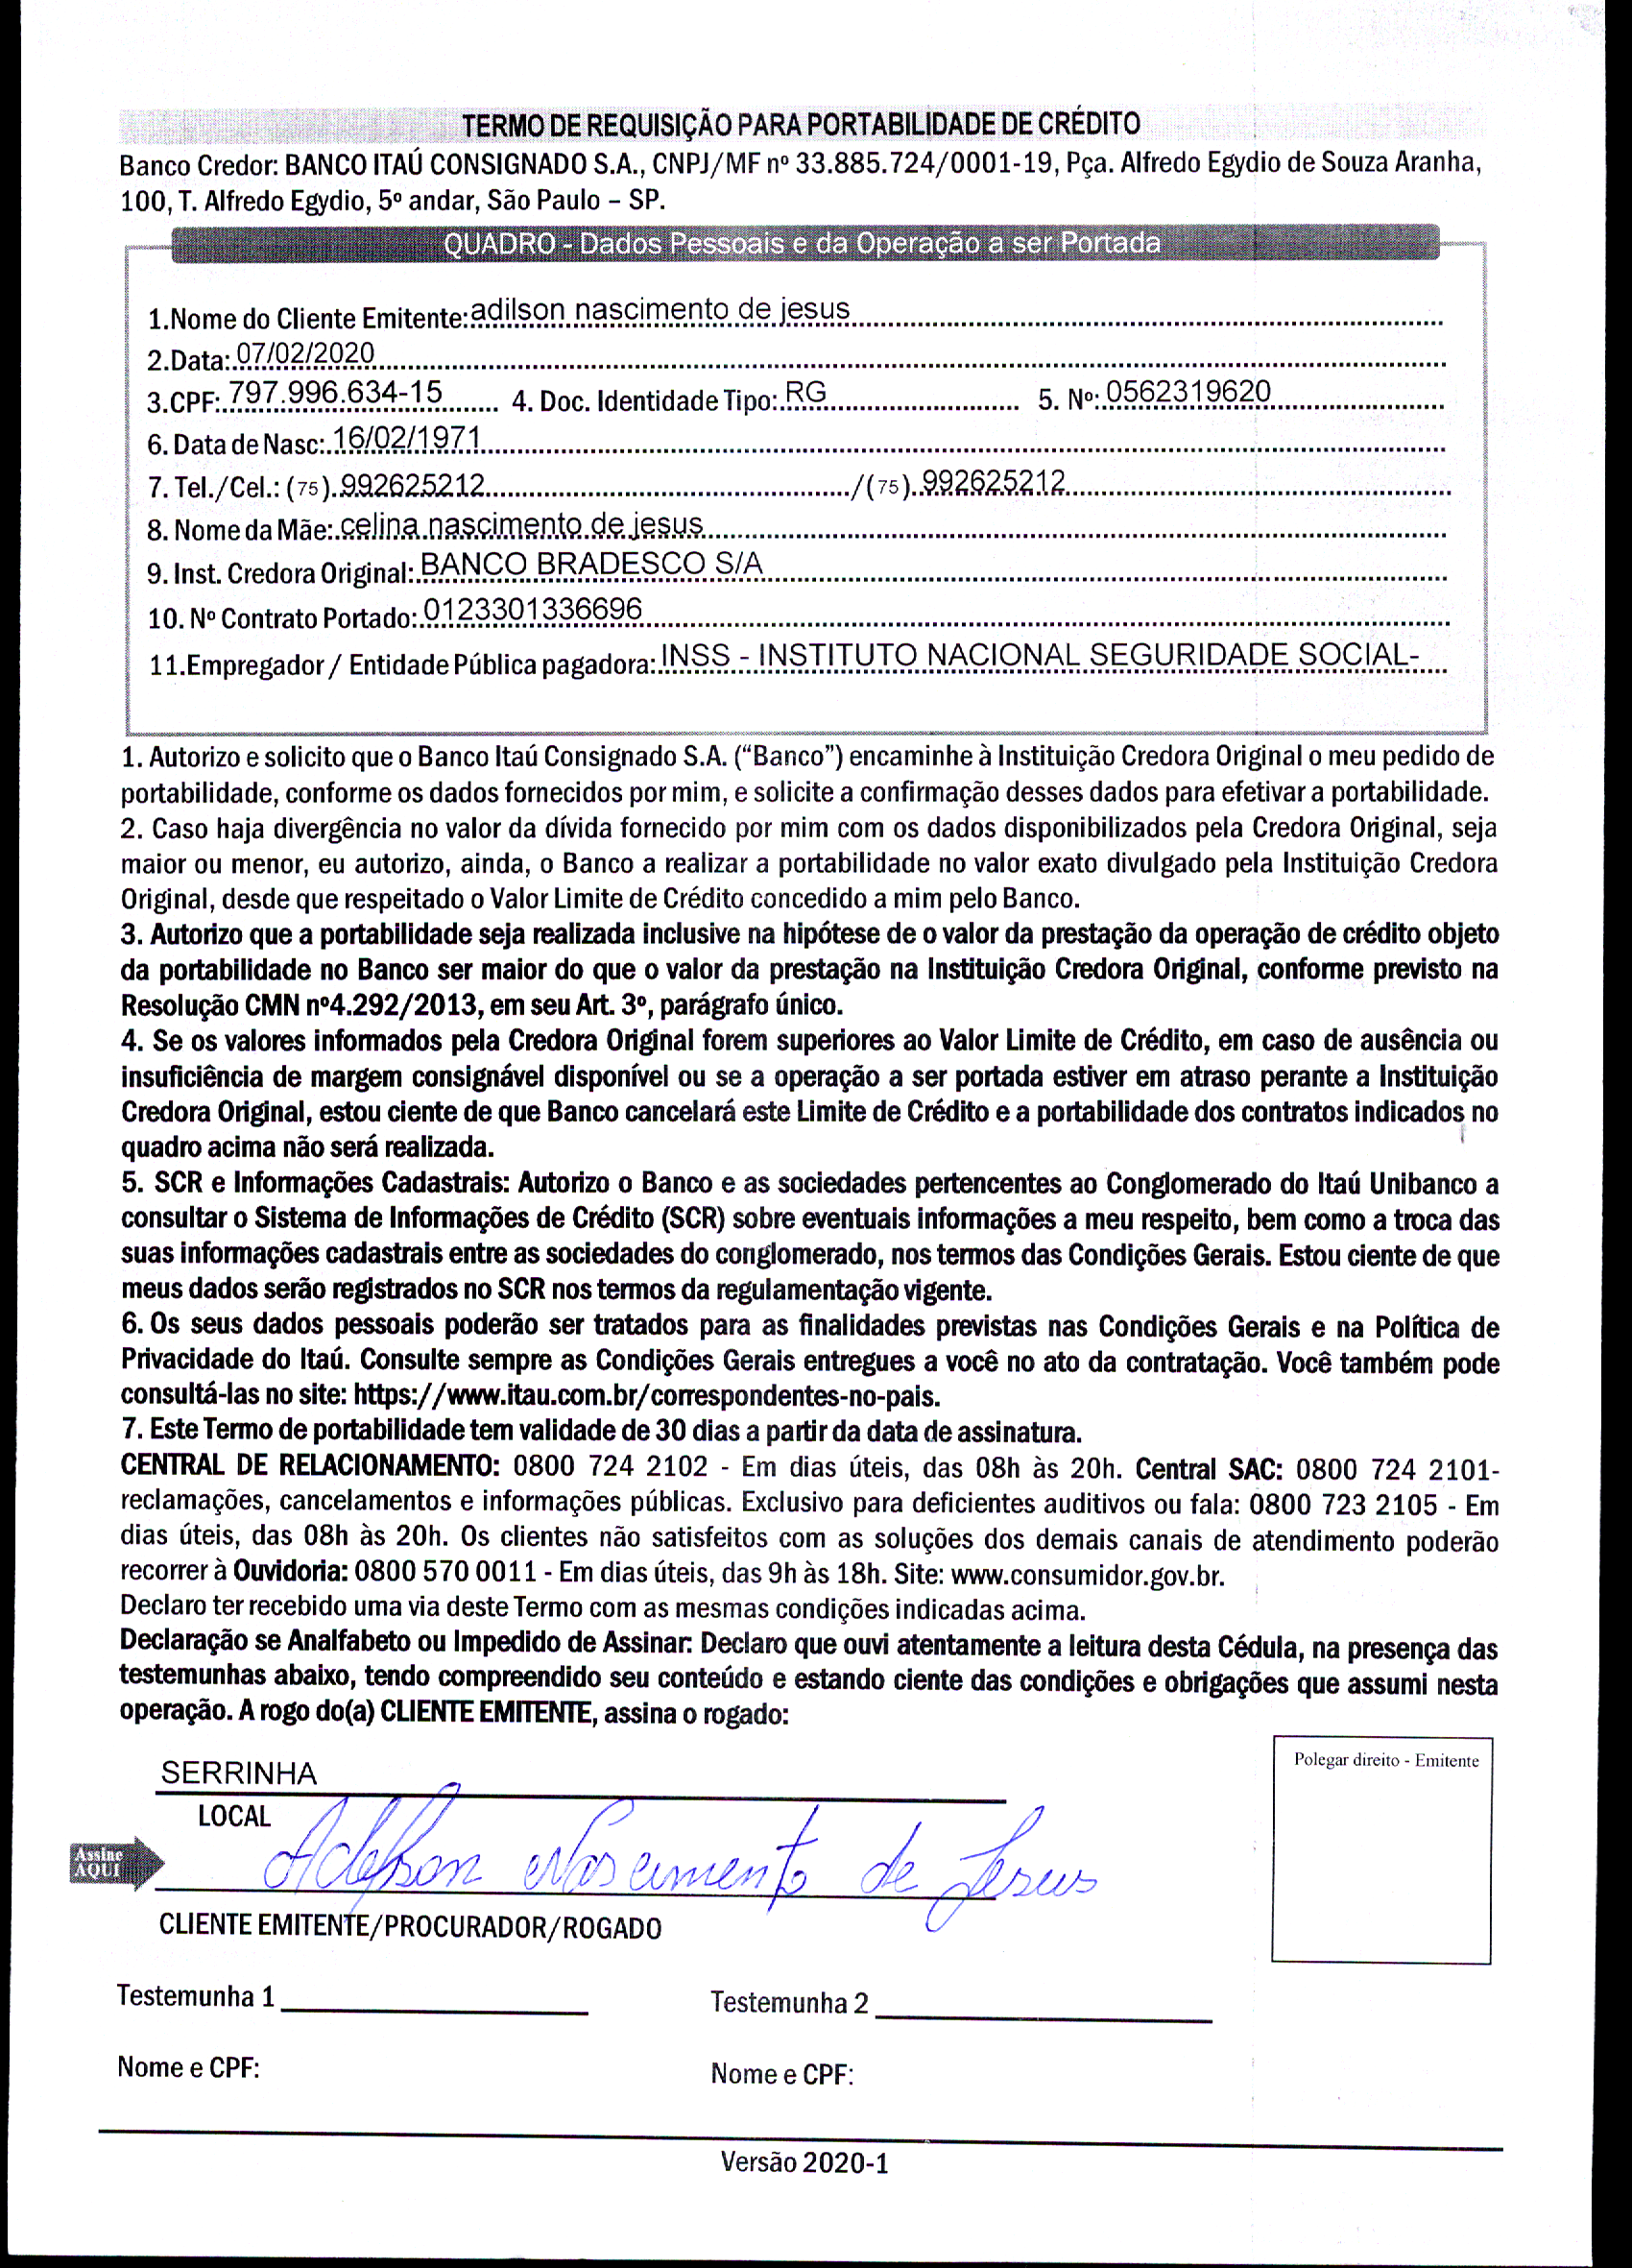 TERMO DE REQUISIÇÃO PARA PORTABILIDADE DE CRÉDITO
Banco Credor: BANCO ITAÚ CONSIGNADO S.A., CNPJ/MF nº 33.885.724/0001-19, Pça. Alfredo Egydio de Souza Aranha,
100, T. Alfredo Egydio, 5º andar, São Paulo – SP.
QUADRO - Dados Pessoais e da Operação a ser Portada
1.Nome do Cliente Emitente: adilson nascimento de jesus
2.Data: 07/02/2020
3.CPF: 797.996.634-15 4. Doc. Identidade Tipo: RG 5. Nº: 0562319620
6. Data de Nasc: 16/02/1971
7. Tel./Cel.: (75) 992625212 /(75) 992625212
8. Nome da Mãe: celina nascimento de jesus
9. Inst. Credora Original: BANCO BRADESCO S/A
10. Nº Contrato Portado: 0123301336696
11.Empregador / Entidade Pública pagadora: INSS - INSTITUTO NACIONAL SEGURIDADE SOCIAL-
1. Autorizo e solicito que o Banco Itaú Consignado S.A. (“Banco”) encaminhe à Instituição Credora Original o meu pedido de
portabilidade, conforme os dados fornecidos por mim, e solicite a confirmação desses dados para efetivar a portabilidade.
2. Caso haja divergência no valor da dívida fornecido por mim com os dados disponibilizados pela Credora Original, seja
maior ou menor, eu autorizo, ainda, o Banco a realizar a portabilidade no valor exato divulgado pela Instituição Credora
Original, desde que respeitado o Valor Limite de Crédito concedido a mim pelo Banco.
3. Autorizo que a portabilidade seja realizada inclusive na hipótese de o valor da prestação da operação de crédito objeto
da portabilidade no Banco ser maior do que o valor da prestação na Instituição Credora Original, conforme previsto na
Resolução CMN nº4.292/2013, em seu Art. 3º, parágrafo único.
4. Se os valores informados pela Credora Original forem superiores ao Valor Limite de Crédito, em caso de ausência ou
insuficiência de margem consignável disponível ou se a operação a ser portada estiver em atraso perante a Instituição
Credora Original, estou ciente de que Banco cancelará este Limite de Crédito e a portabilidade dos contratos indicados no
quadro acima não será realizada.
5. SCR e Informações Cadastrais: Autorizo o Banco e as sociedades pertencentes ao Conglomerado do Itaú Unibanco a
consultar o Sistema de Informações de Crédito (SCR) sobre eventuais informações a meu respeito, bem como a troca das
suas informações cadastrais entre as sociedades do conglomerado, nos termos das Condições Gerais. Estou ciente de que
meus dados serão registrados no SCR nos termos da regulamentação vigente.
6. Os seus dados pessoais poderão ser tratados para as finalidades previstas nas Condições Gerais e na Política de
Privacidade do Itaú. Consulte sempre as Condições Gerais entregues a você no ato da contratação. Você também pode
consultá-las no site: https://www.itau.com.br/correspondentes-no-pais.
7. Este Termo de portabilidade tem validade de 30 dias a partir da data de assinatura.
CENTRAL DE RELACIONAMENTO: 0800 724 2102 - Em dias úteis, das 08h às 20h. Central SAC: 0800 724 2101-
reclamações, cancelamentos e informações públicas. Exclusivo para deficientes auditivos ou fala: 0800 723 2105 - Em
dias úteis, das 08h às 20h. Os clientes não satisfeitos com as soluções dos demais canais de atendimento poderão
recorrer à Ouvidoria: 0800 570 0011 - Em dias úteis, das 9h às 18h. Site: www.consumidor.gov.br.
Declaro ter recebido uma via deste Termo com as mesmas condições indicadas acima.
Declaração se Analfabeto ou Impedido de Assinar: Declaro que ouvi atentamente a leitura desta Cédula, na presença das
testemunhas abaixo, tendo compreendido seu conteúdo e estando ciente das condições e obrigações que assumi nesta
operação. A rogo do(a) CLIENTE EMITENTE, assina o rogado:
Polegar direito - Emitente
SERRINHA
LOCAL
Assine
AQUI
Adilson Nascimento de Jesus
CLIENTE EMITENTE/PROCURADOR/ROGADO
Testemunha 1 Testemunha 2
Nome e CPF: Nome e CPF:
Versão 2020-1